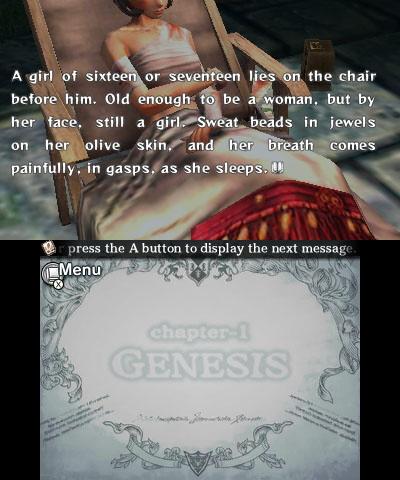 A girl of sixteen or seventeen lies on the chair
before him. Old enough to be a woman, but by
her face, still a girl. Sweat beads in jewels
on her olive skin, and her breath comes
painfully, in gasps, as she sleeps.
r press the A button to display the next message.
Menu
X
chapter-1
GENESIS